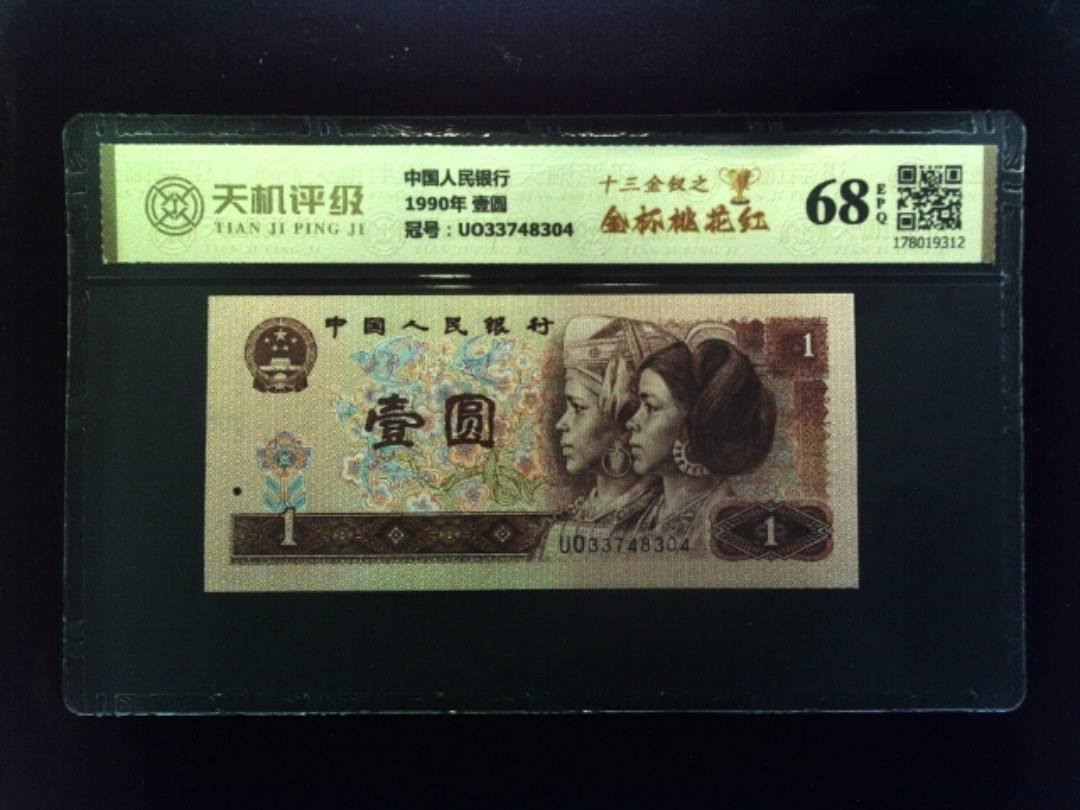 天机评级
TIAN JI PING JI
中国人民银行
1990年 壹圆
冠号：UO33748304
十三金钗之
金标桃花红
68
EPQ
178019312
中国人民银行
1
壹圆
1
UO33748304
1